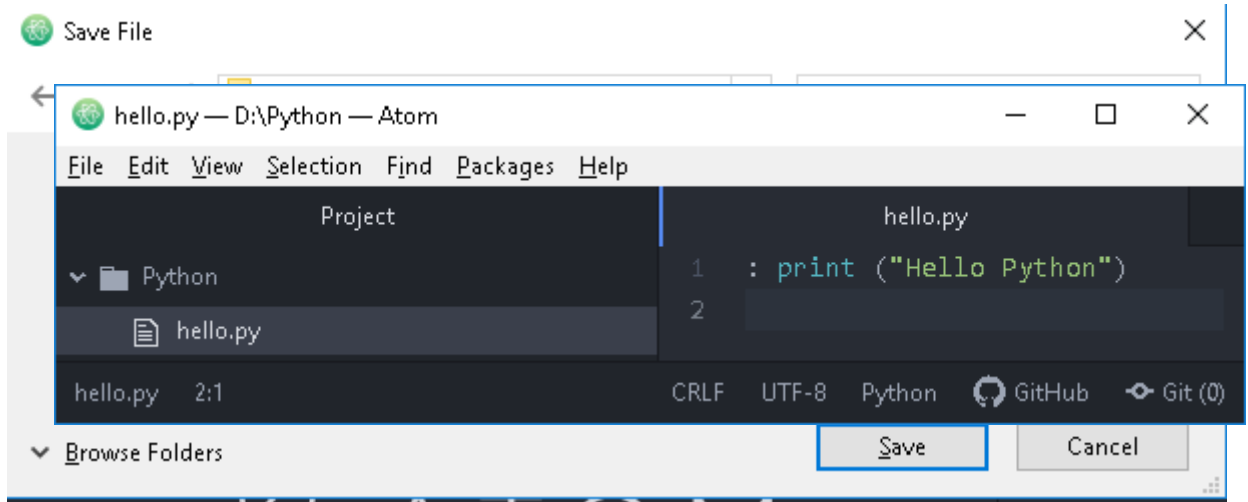 Save File
hello.py — D:\Python — Atom
File Edit View Selection Find Packages Help
Project
hello.py
Python
hello.py
1 : print ("Hello Python")
2
hello.py 2:1 CRLF UTF-8 Python GitHub Git (0)
Browse Folders Save Cancel